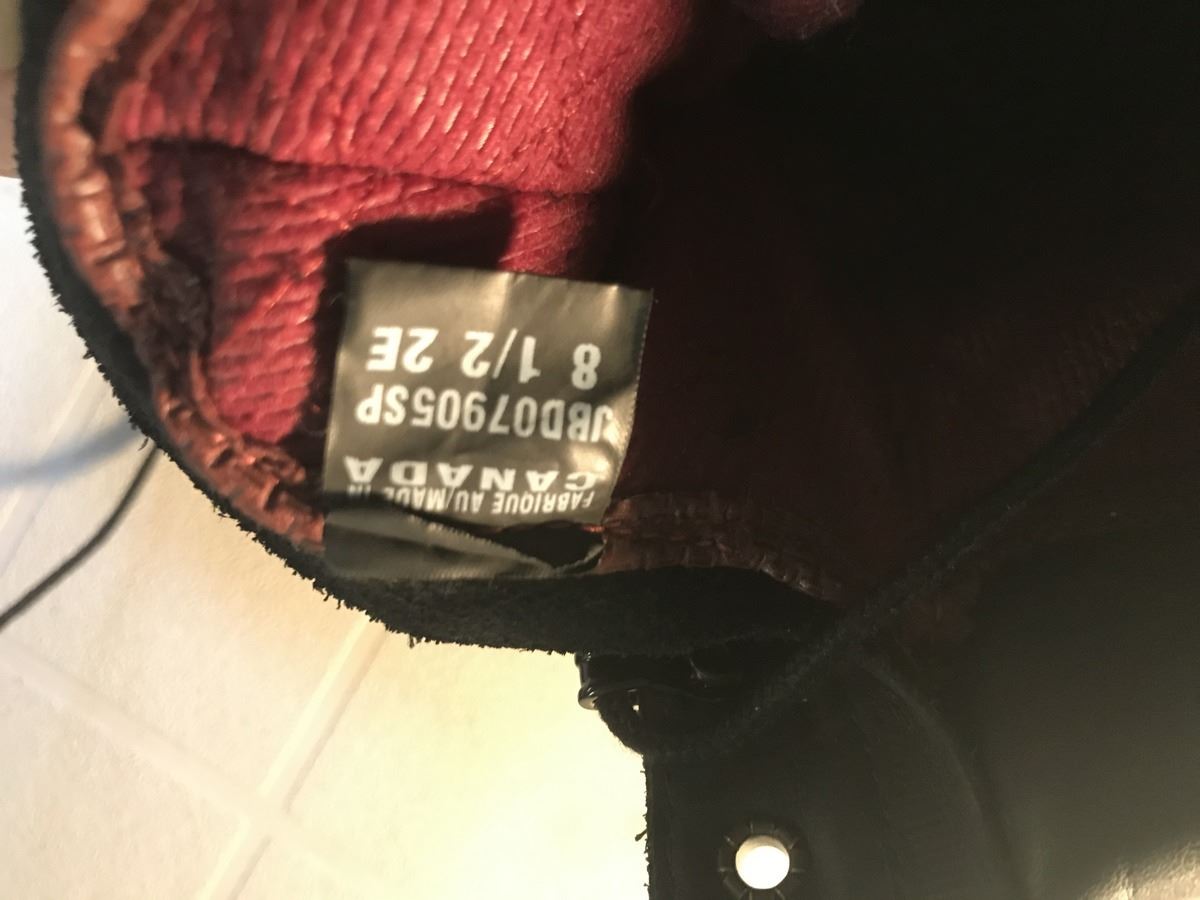 FABRIQUE AU/MADE IN
CANADA
JBD07905SP
8 1/2 2E